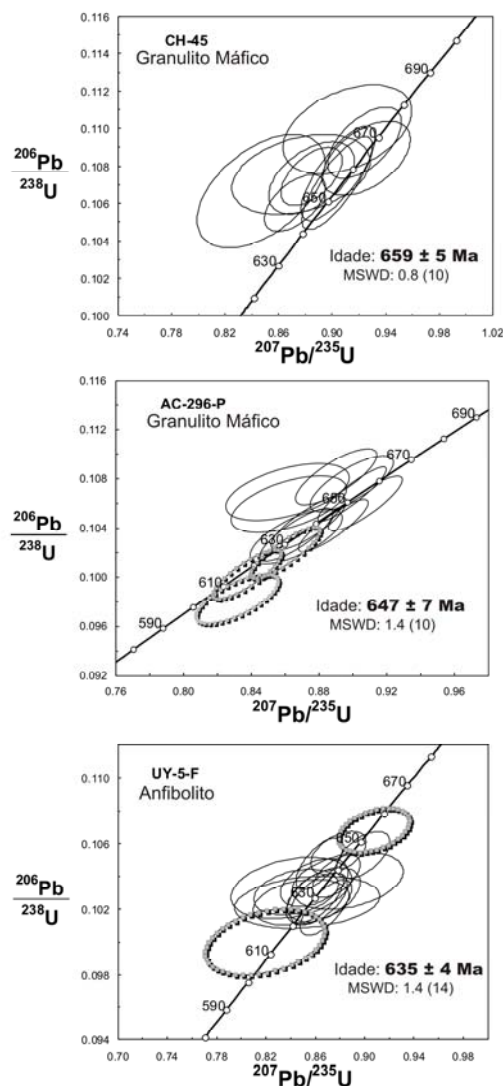 0.116
CH-45
Granulito Máfico
690
0.114
0.112
670
0.110
206Pb
238U
0.108
0.106
650
0.104
630
Idade: 659 ± 5 Ma
MSWD: 0.8 (10)
0.102
0.100
0.74 0.78 0.82 0.86 0.90 0.94 0.98 1.02
207Pb/235U
0.116
AC-296-P
Granulito Máfico
690
0.112
670
0.108
650
206Pb
238U
0.104
630
0.100
610
Idade: 647 ± 7 Ma
MSWD: 1.4 (10)
590
0.096
0.092
0.76 0.80 0.84 0.88 0.92 0.96
207Pb/235U
UY-5-F
Anfibolito
0.110
670
0.106
650
206Pb
238U
630
0.102
610
Idade: 635 ± 4 Ma
MSWD: 1.4 (14)
0.098
590
0.094
0.70 0.74 0.78 0.82 0.86 0.90 0.94 0.98
207Pb/235U